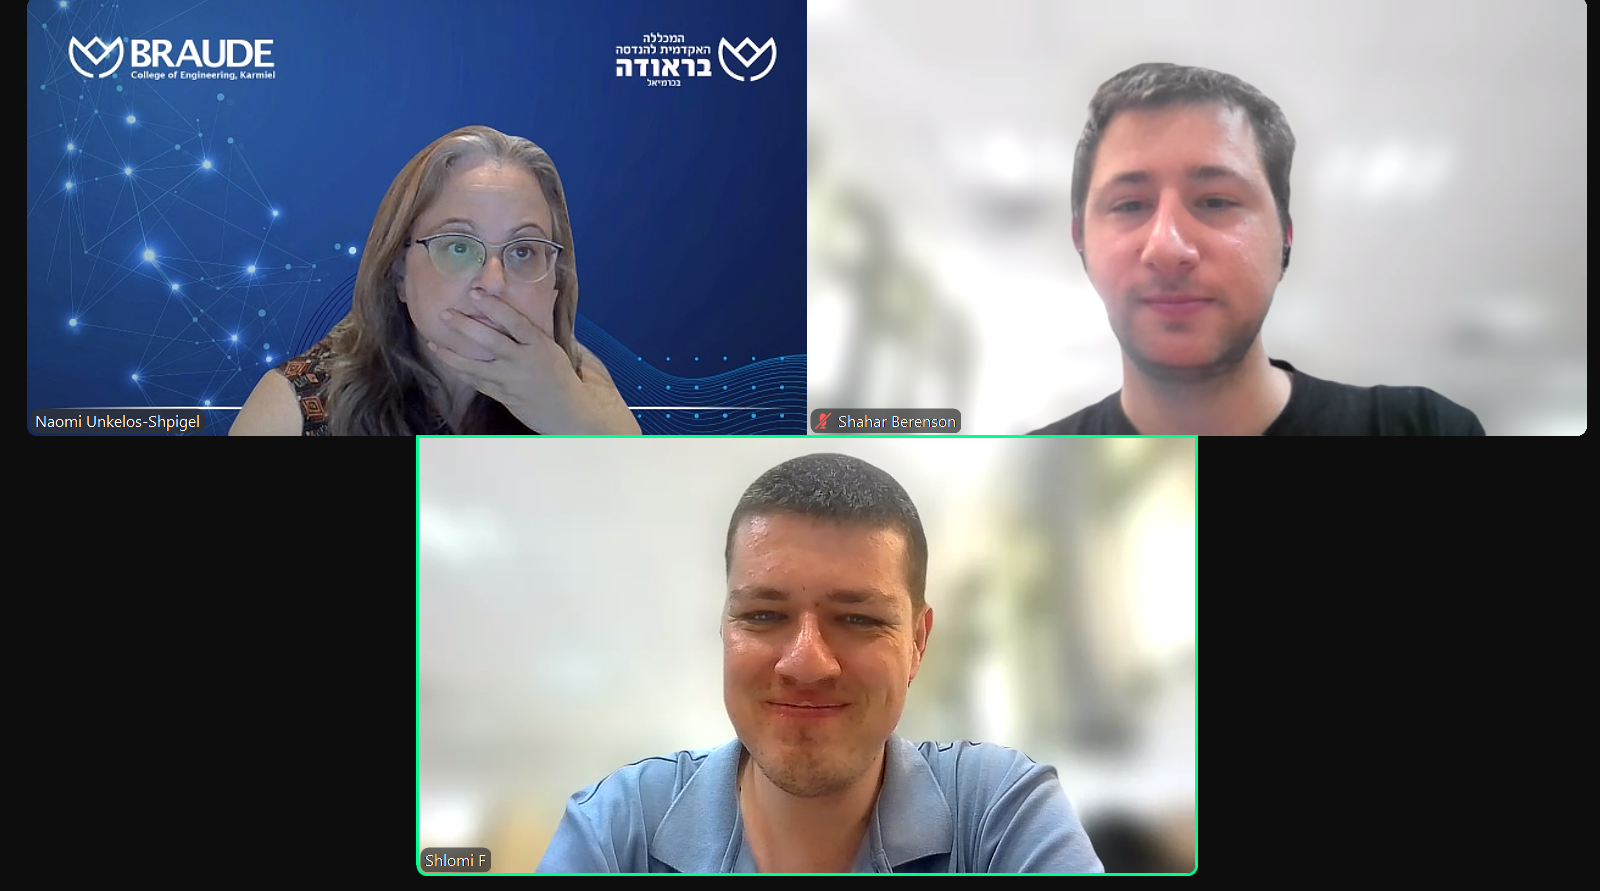 BRAUDE
College of Engineering, Karmiel
המכללה
האקדמית להנדסה
בראודה
בכרמיאל
Naomi Unkelos-Shpigel
Shahar Berenson
Shlomi F